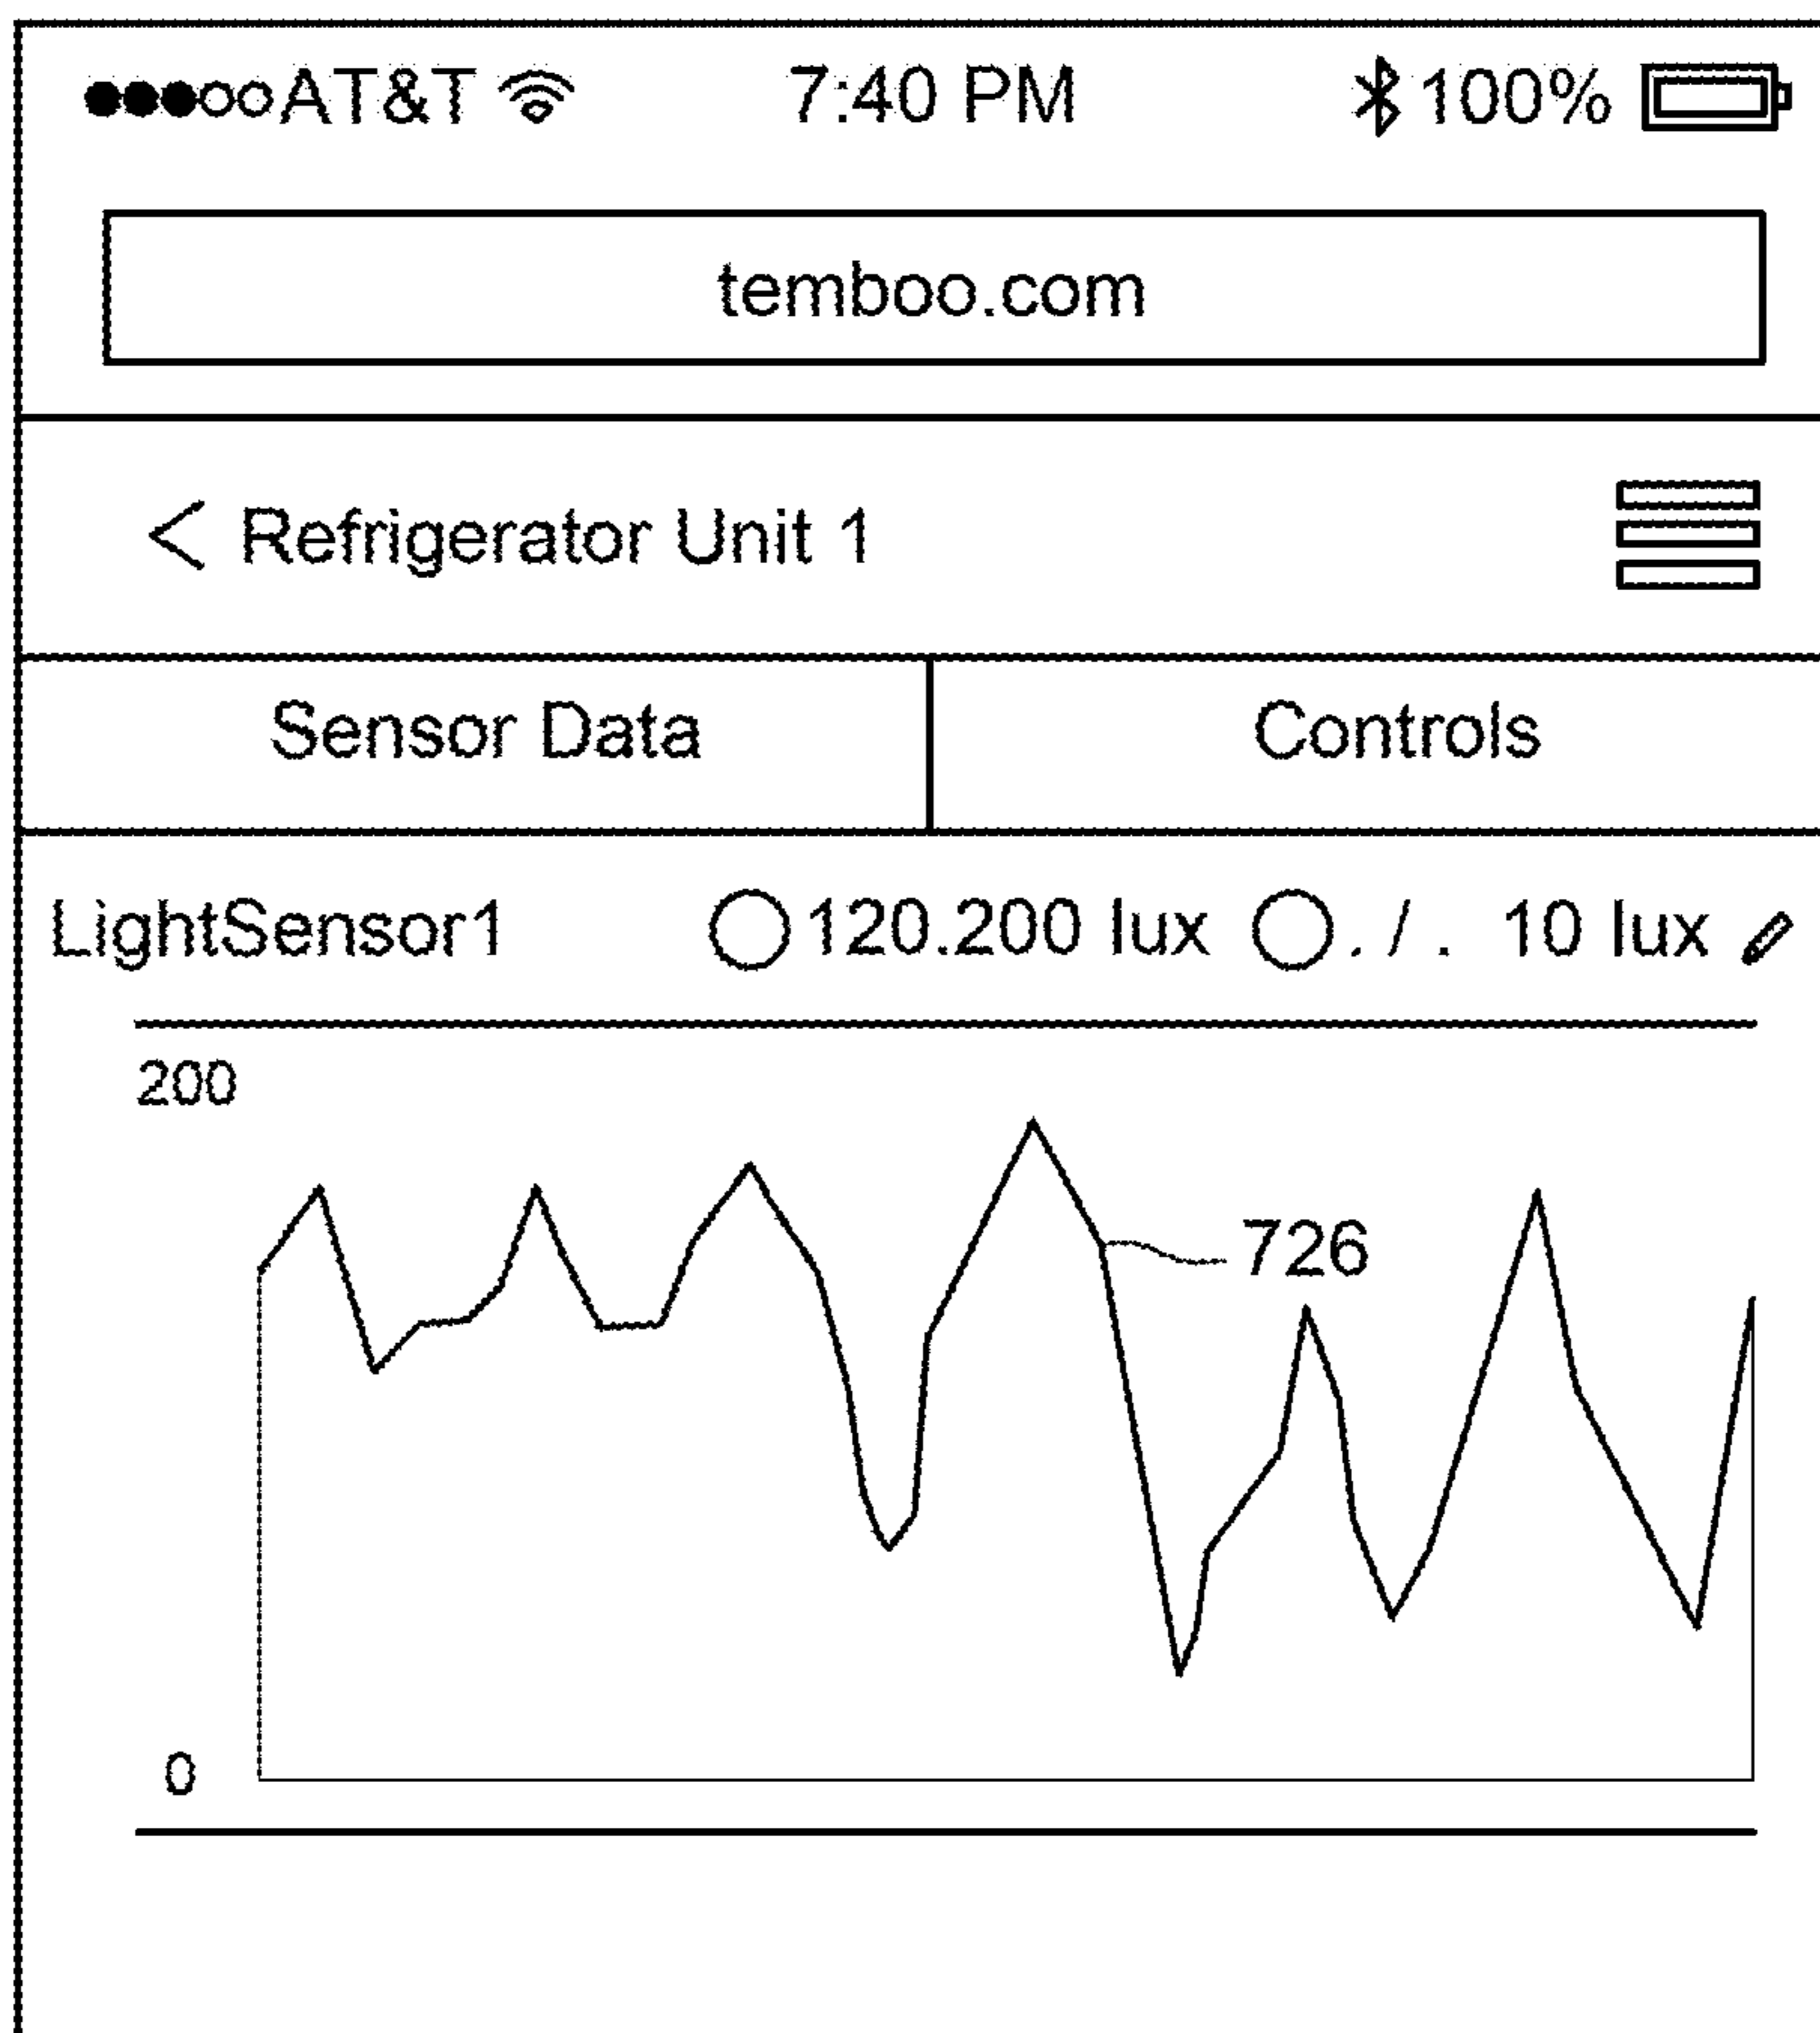 AT&T 7:40 PM 100%
temboo.com
< Refrigerator Unit 1
Sensor Data Controls
LightSensor1 120.200 lux . / . 10 lux
200
726
0